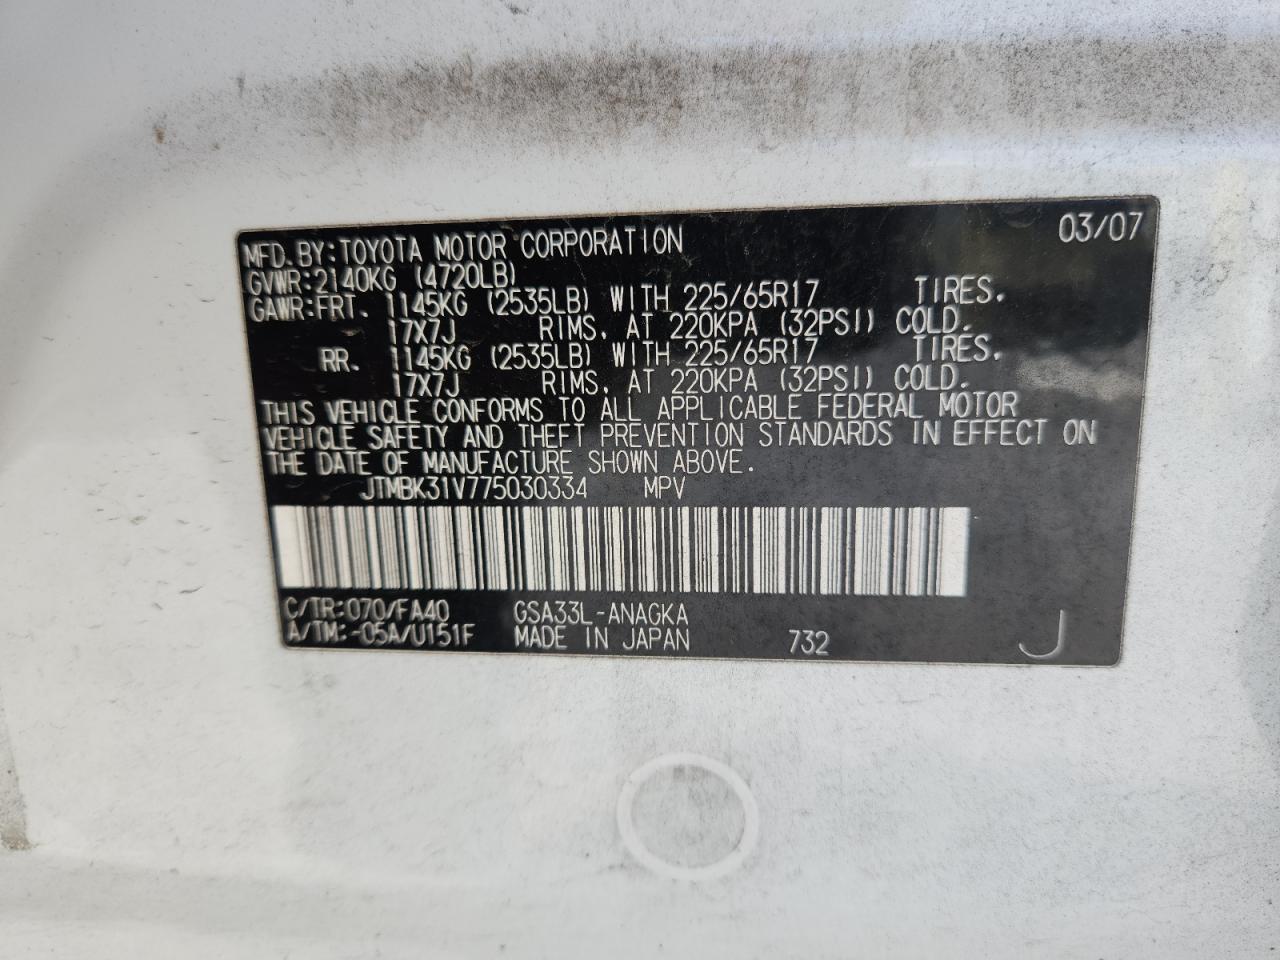 MFD. BY: TOYOTA MOTOR CORPORATION 03/07
GVWR: 2140KG (4720LB)
GAWR: FRT. 1145KG (2535LB) WITH 225/65R17 TIRES.
17X7J RIMS, AT 220KPA (32PSI) COLD.
RR. 1145KG (2535LB) WITH 225/65R17 TIRES.
17X7J RIMS, AT 220KPA (32PSI) COLD.
THIS VEHICLE CONFORMS TO ALL APPLICABLE FEDERAL MOTOR
VEHICLE SAFETY AND THEFT PREVENTION STANDARDS IN EFFECT ON
THE DATE OF MANUFACTURE SHOWN ABOVE.
JTMBK31V775030334 MPV
C/TR: 070/FA40 GSA33L-ANAGKA
A/TM: -05A/U151F MADE IN JAPAN 732 J